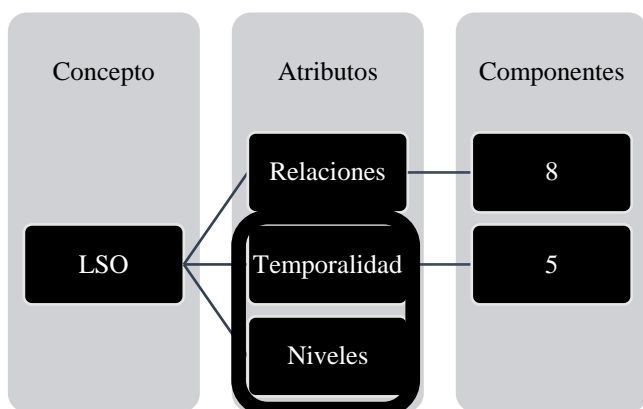 Concepto
Atributos
Componentes
Relaciones
8
LSO
Temporalidad
5
Niveles